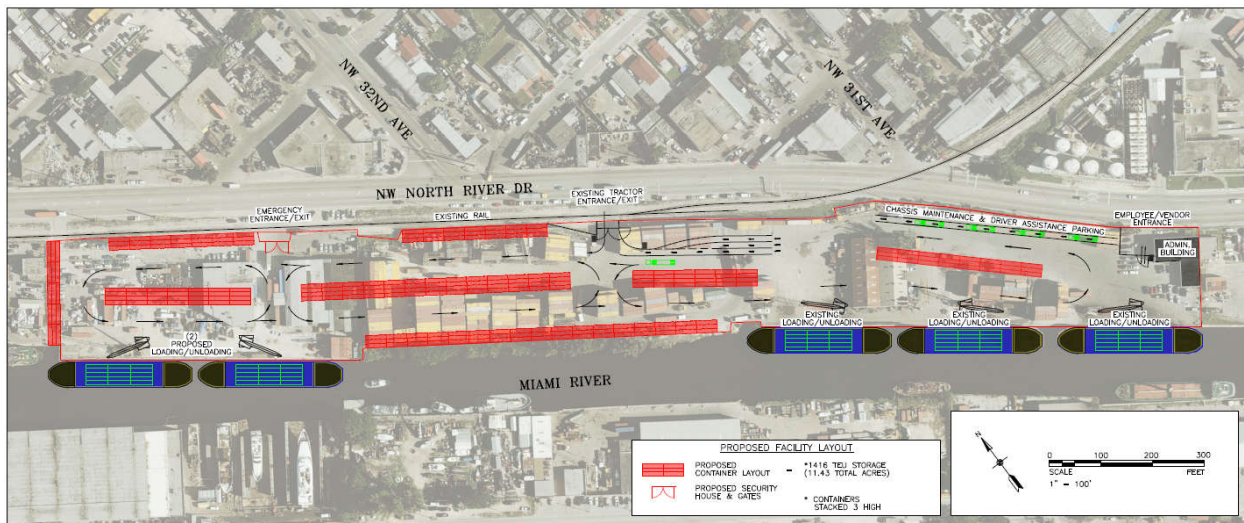 NW 32ND AVE
NW 31ST AVE
NW NORTH RIVER DR
EXISTING TRACTOR
ENTRANCE/EXIT
EMERGENCY
ENTRANCE/EXIT
EXISTING RAIL
CHASSIS MAINTENANCE & DRIVER ASSISTANCE PARKING
EMPLOYEE/VENDOR
ENTRANCE
ADMIN.
BUILDING
(2)
PROPOSED
LOADING/UNLOADING
EXISTING
LOADING/UNLOADING
EXISTING
LOADING/UNLOADING
EXISTING
LOADING/UNLOADING
MIAMI RIVER
PROPOSED FACILITY LAYOUT
PROPOSED
CONTAINER LAYOUT
- *1416 TEU STORAGE
(11.43 TOTAL ACRES)
PROPOSED SECURITY
HOUSE & GATES
* CONTAINERS
STACKED 3 HIGH
N
0 100 200 300
SCALE FEET
1" = 100'